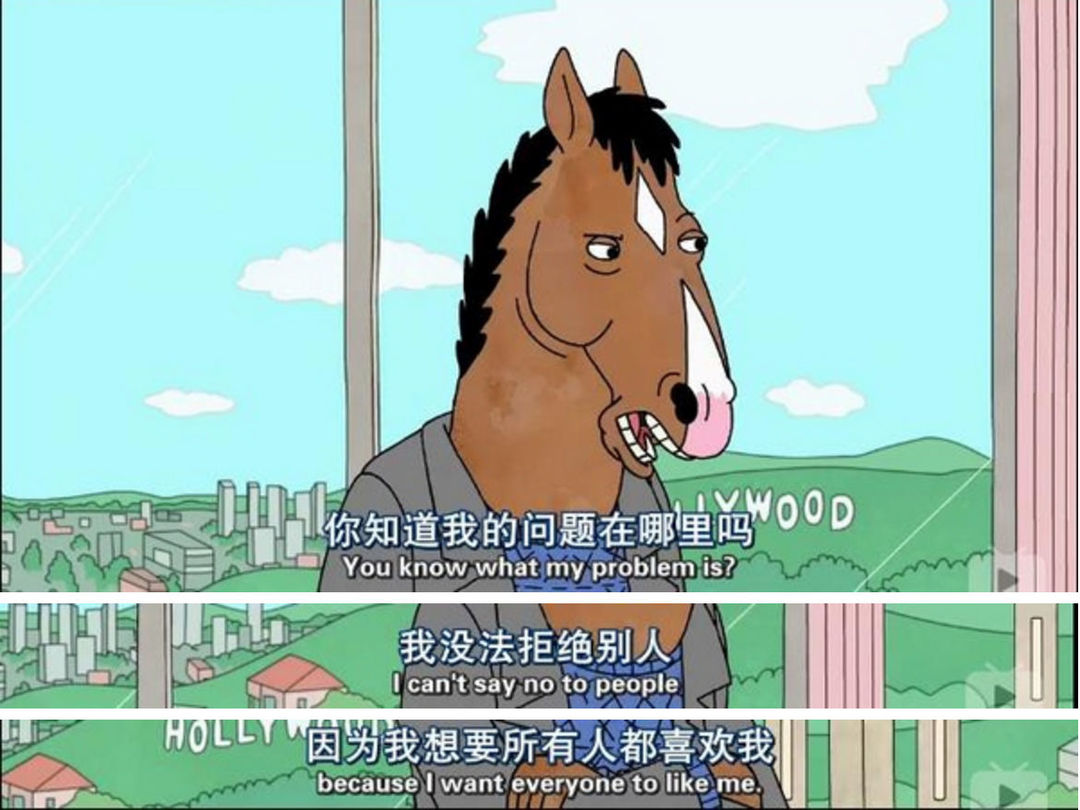 LLYWOOD
你知道我的问题在哪里吗
You know what my problem is?
我没法拒绝别人
I can't say no to people
HOLLYWOO
因为我想要所有人都喜欢我
because I want everyone to like me.